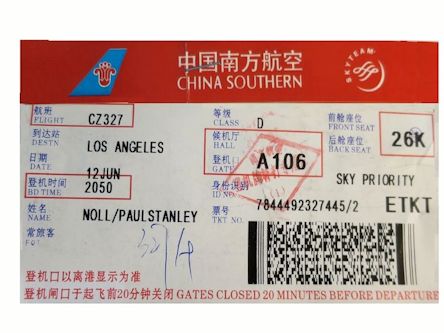 中国南方航空
CHINA SOUTHERN
SKYTEAM
航班
FLIGHT CZ327
等级
CLASS D
前舱座位
FRONT SEAT
到达站
DESTN LOS ANGELES
候机厅
HALL
后舱座位
BACK SEAT 26K
日期
DATE 12JUN
登机口
GATE A106
登机时间
BD TIME 2050
身份识别
ID NO. SKY PRIORITY
姓名
NAME NOLL/PAULSTANLEY
票号
TKT NO. 7844492327445/2 ETKT
常旅客
登机口以离港显示为准
登机闸口于起飞前20分钟关闭 GATES CLOSED 20 MINUTES BEFORE DEPARTURE